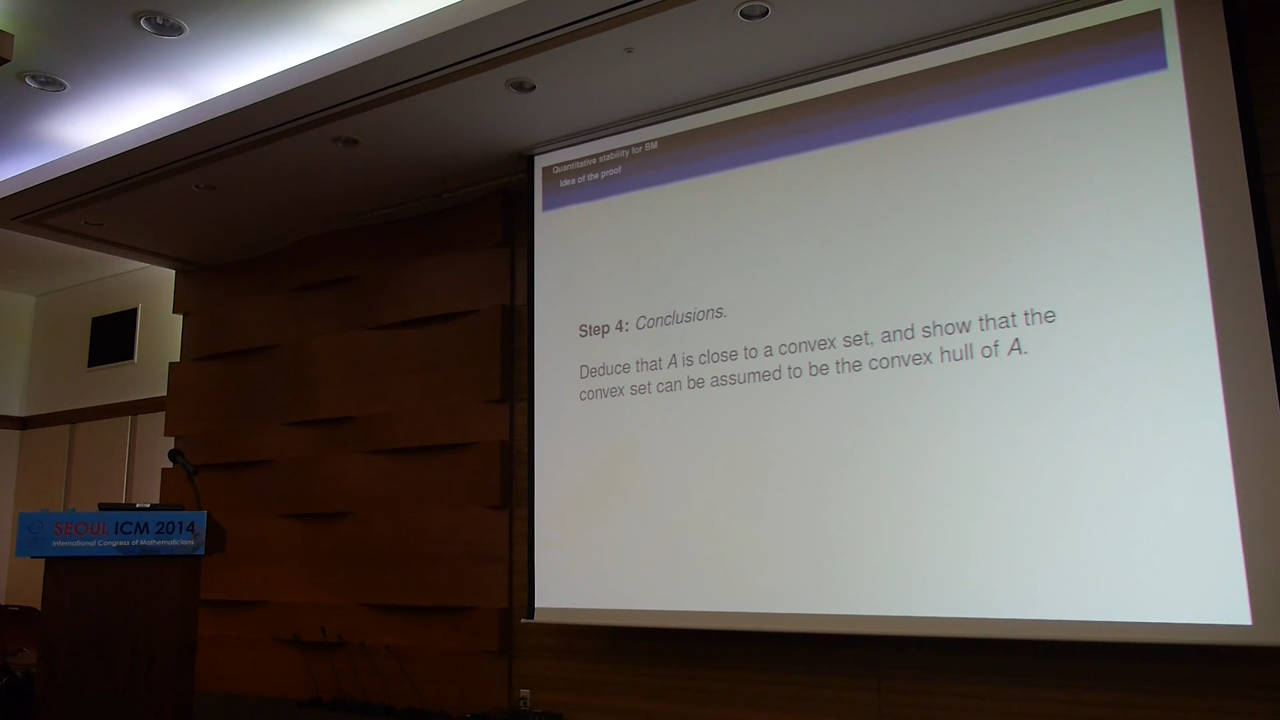 Quantitative stability for BM
Idea of the proof
Step 4: Conclusions.
Deduce that A is close to a convex set, and show that the
convex set can be assumed to be the convex hull of A.
SEOUL ICM 2014
International Congress of Mathematicians